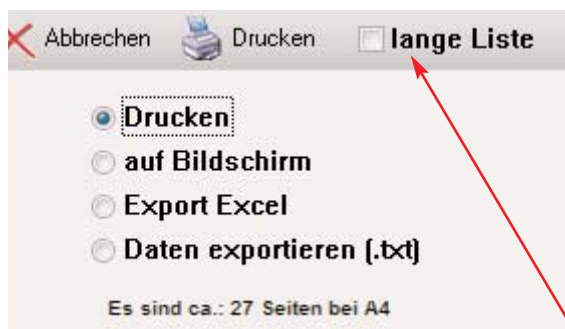 Abbrechen Drucken lange Liste
Drucken
auf Bildschirm
Export Excel
Daten exportieren (.txt)
Es sind ca.: 27 Seiten bei A4